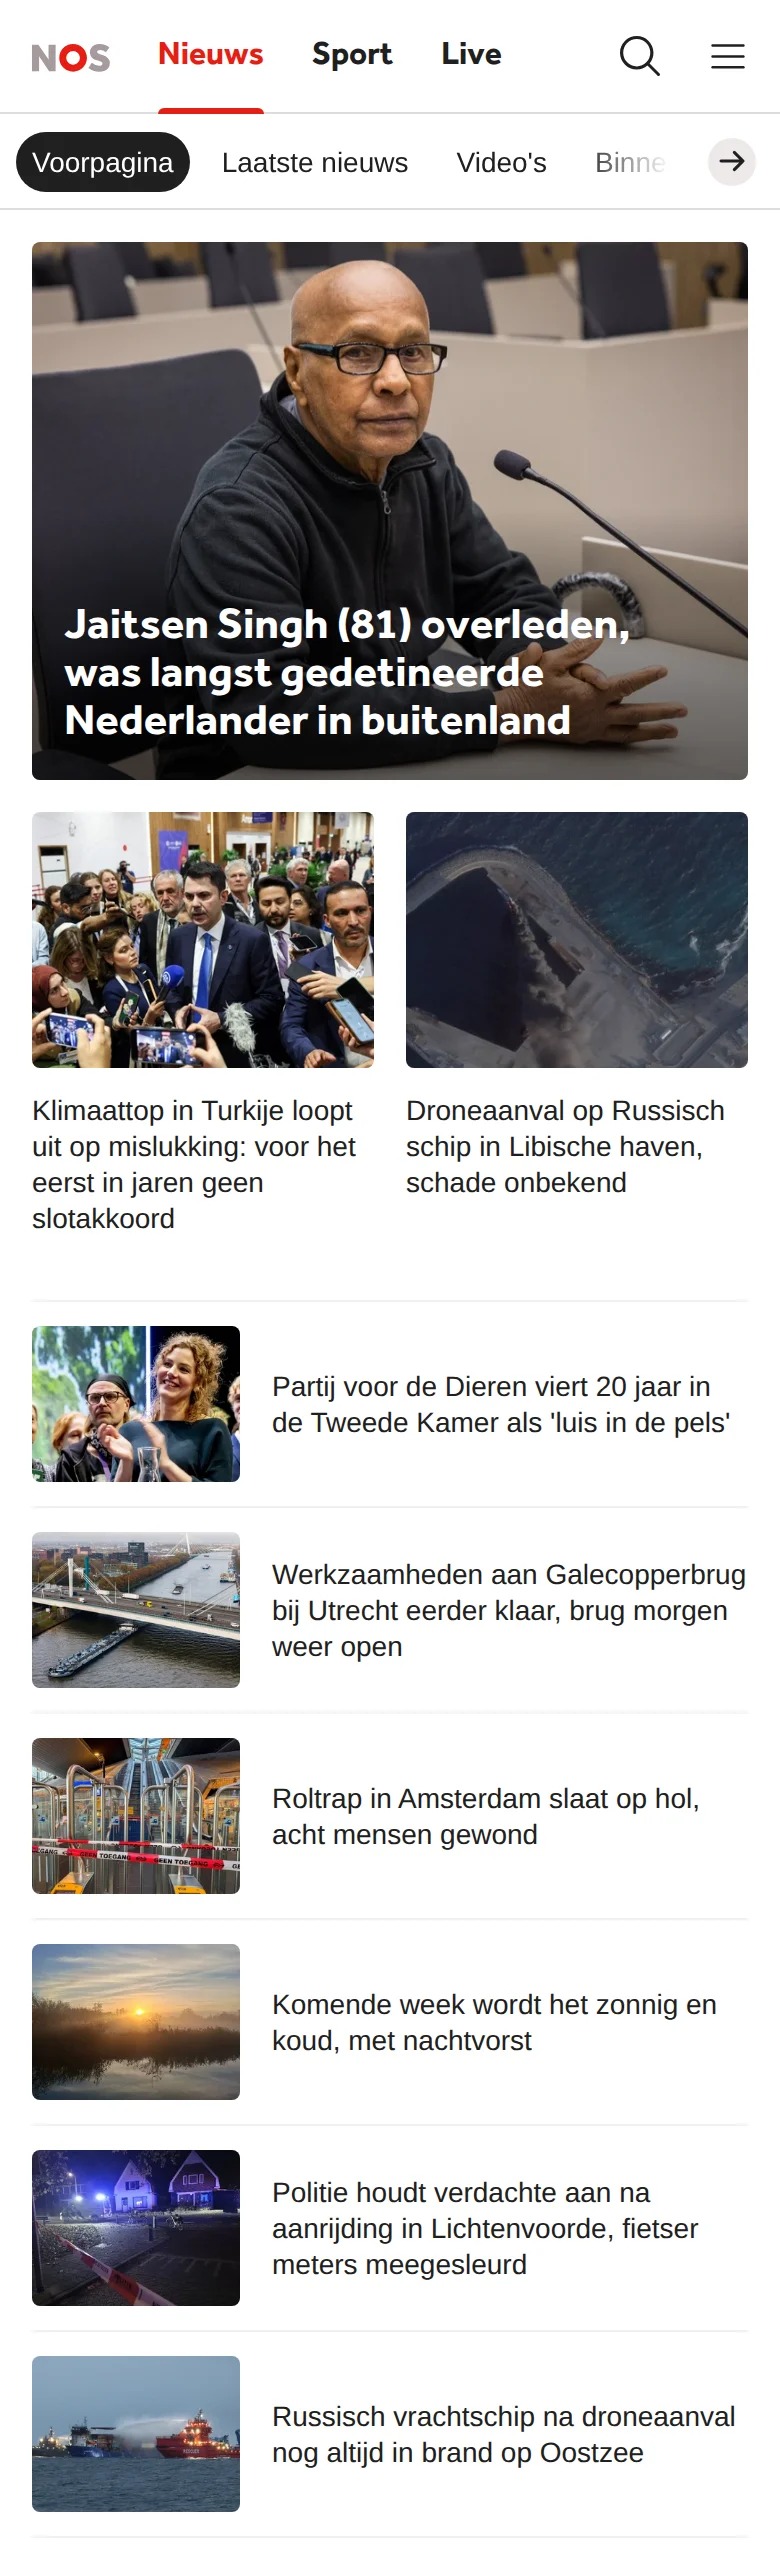 NOS Nieuws Sport Live
Voorpagina Laatste nieuws Video's Binne
Jaitsen Singh (81) overleden,
was langst gedetineerde
Nederlander in buitenland
Klimaattop in Turkije loopt
uit op mislukking: voor het
eerst in jaren geen
slotakkoord
Droneaanval op Russisch
schip in Libische haven,
schade onbekend
Partij voor de Dieren viert 20 jaar in
de Tweede Kamer als 'luis in de pels'
Werkzaamheden aan Galecopperbrug
bij Utrecht eerder klaar, brug morgen
weer open
GEEN TOEGANG GEEN TOEGANG
Roltrap in Amsterdam slaat op hol,
acht mensen gewond
Komende week wordt het zonnig en
koud, met nachtvorst
Politie houdt verdachte aan na
aanrijding in Lichtenvoorde, fietser
meters meegesleurd
Russisch vrachtschip na droneaanval
nog altijd in brand op Oostzee